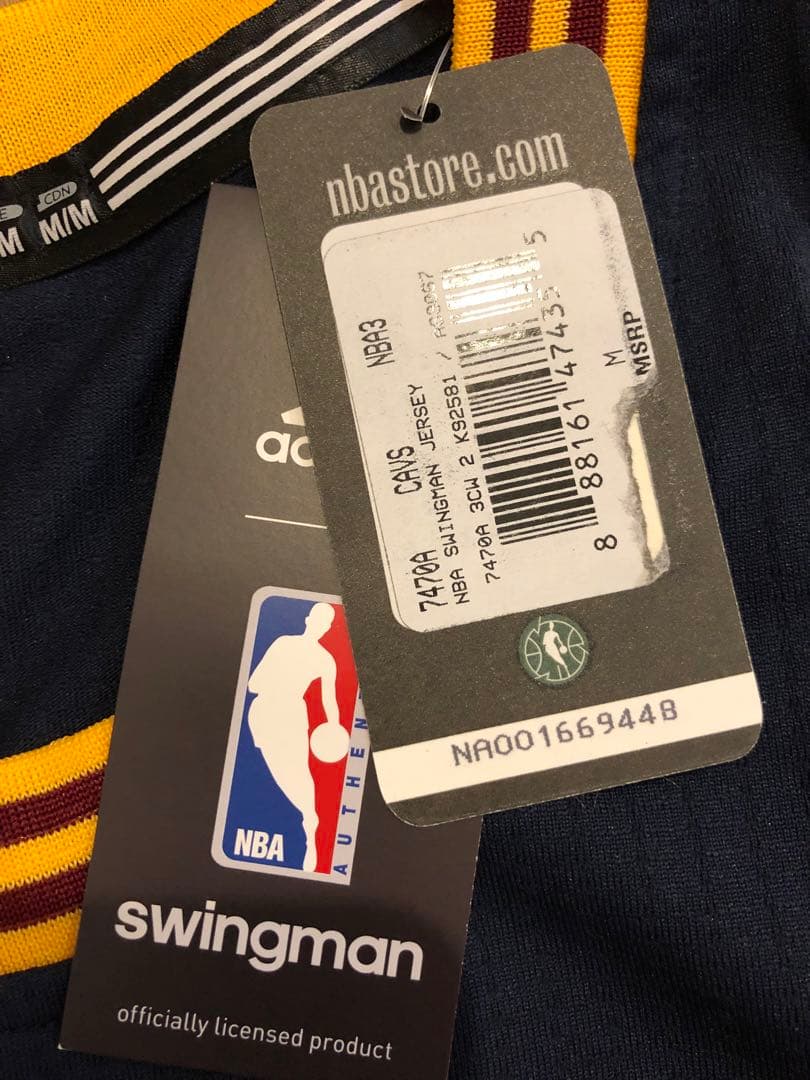 CDN
M/M
nbastore.com
NBA3
7470A CAVS
NBA SWINGMAN JERSEY
7470A 3CW 2 K92581 /
8 88161 47435 5
M
MSRP
NA001669448
NBA
AUTHEN
swingman
officially licensed product